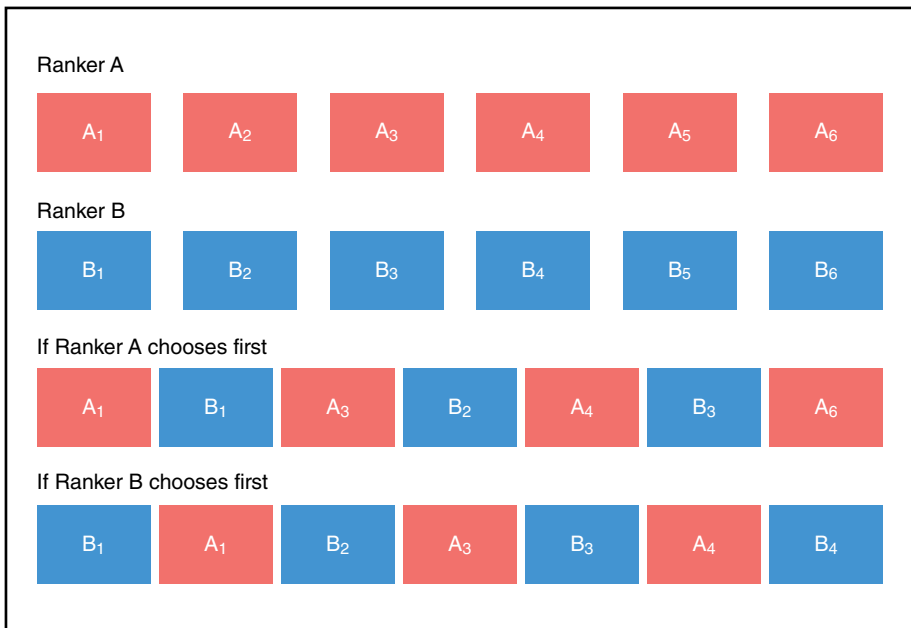 Ranker A
A₁ A₂ A₃ A₄ A₅ A₆
Ranker B
B₁ B₂ B₃ B₄ B₅ B₆
If Ranker A chooses first
A₁ B₁ A₃ B₂ A₄ B₃ A₆
If Ranker B chooses first
B₁ A₁ B₂ A₃ B₃ A₄ B₄